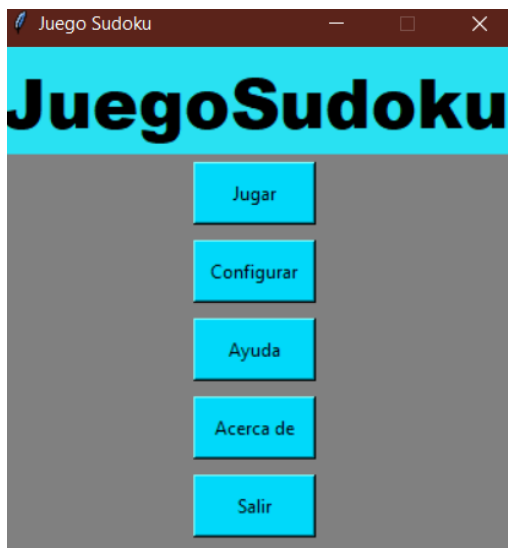 Juego Sudoku
JuegoSudoku
Jugar
Configurar
Ayuda
Acerca de
Salir